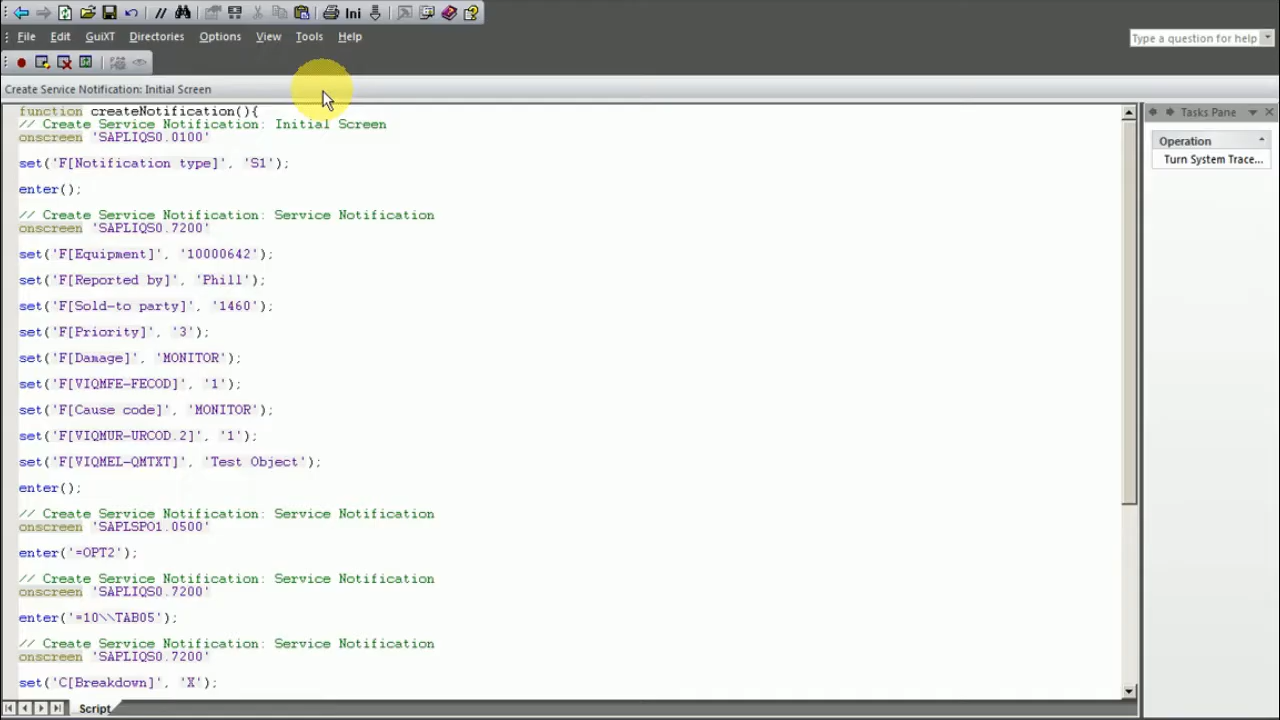 // Ini
File Edit GuiXT Directories Options View Tools Help
Type a question for help
Create Service Notification: Initial Screen
function createNotification(){
// Create Service Notification: Initial Screen
onscreen 'SAPLIQS0.0100'
set('F[Notification type]', 'S1');
enter();
// Create Service Notification: Service Notification
onscreen 'SAPLIQS0.7200'
set('F[Equipment]', '10000642');
set('F[Reported by]', 'Phill');
set('F[Sold-to party]', '1460');
set('F[Priority]', '3');
set('F[Damage]', 'MONITOR');
set('F[VIQMFE-FECOD]', '1');
set('F[Cause code]', 'MONITOR');
set('F[VIQMUR-URCOD.2]', '1');
set('F[VIQMEL-QMTXT]', 'Test Object');
enter();
// Create Service Notification: Service Notification
onscreen 'SAPLSPO1.0500'
enter('=OPT2');
// Create Service Notification: Service Notification
onscreen 'SAPLIQS0.7200'
enter('=10\\TAB05');
// Create Service Notification: Service Notification
onscreen 'SAPLIQS0.7200'
set('C[Breakdown]', 'X');
Script
Tasks Pane
Operation
Turn System Trace...